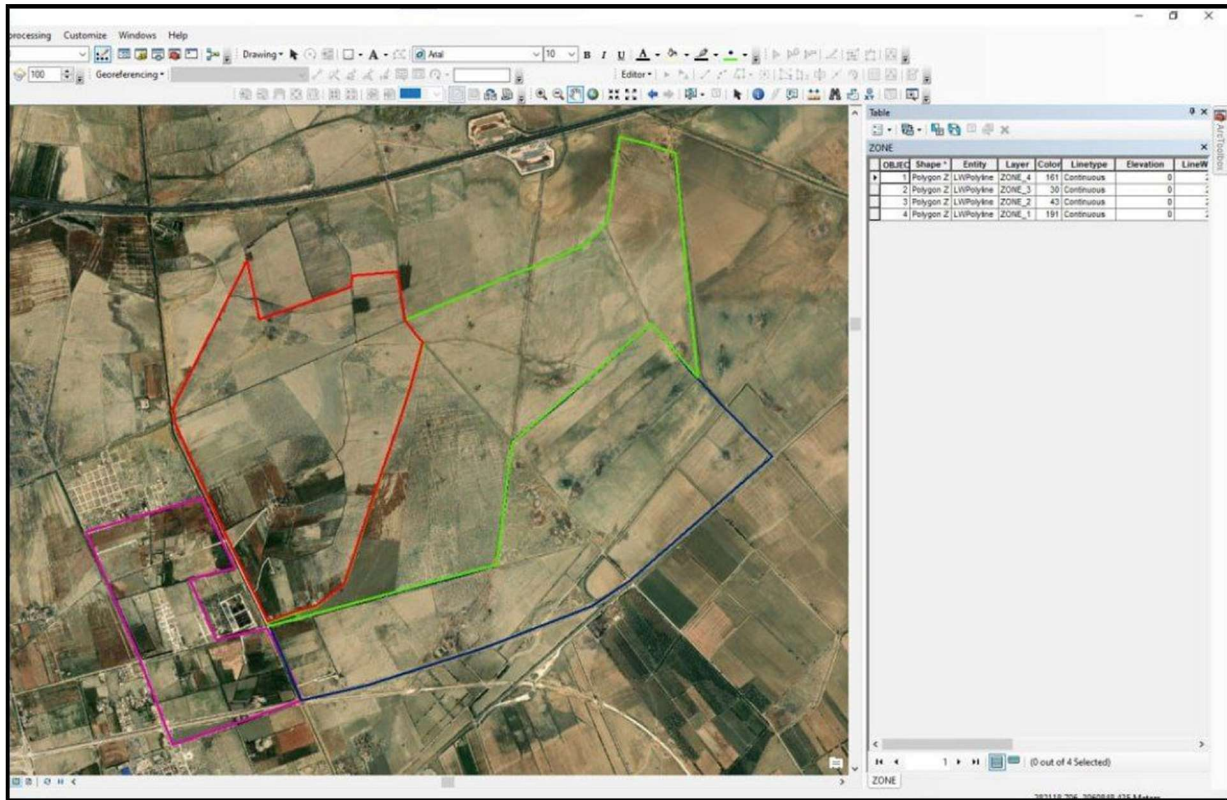 rocessing Customize Windows Help
Drawing Arial 10 B I U A
100 Georeferencing Editor
Table
ArcToolbox
ZONE
OBJEC Shape * Entity Layer Color Linetype Elevation LineW
1 Polygon Z LWPolyline ZONE_4 161 Continuous 0
2 Polygon Z LWPolyline ZONE_3 30 Continuous 0
3 Polygon Z LWPolyline ZONE_2 43 Continuous 0
4 Polygon Z LWPolyline ZONE_1 191 Continuous 0
1 (0 out of 4 Selected)
ZONE
Meters